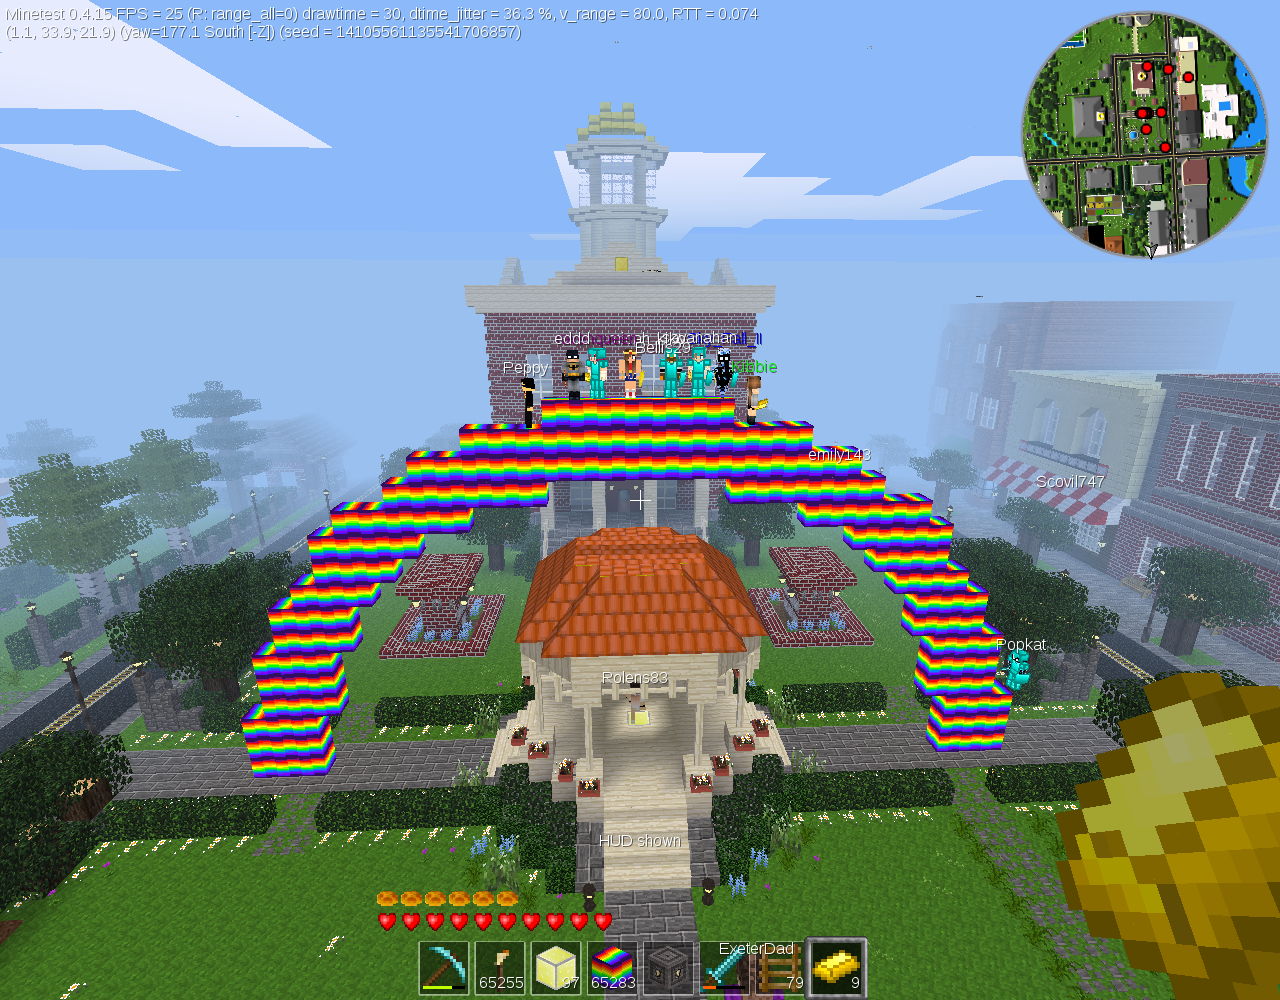 Minetest 0.4.15 FPS = 25 (R: range_all=0) drawtime = 30, dtime_jitter = 36.3 %, v_range = 80.0, RTT = 0.074
(1.1, 33.9, 21.9) (yaw=177.1 South [-Z]) (seed = 14105561135541706857)
Bells29
Peppy
emily143
Scovil747
Popkat
Polens83
HUD shown
ExeterDad
65255
97
65283
79
9